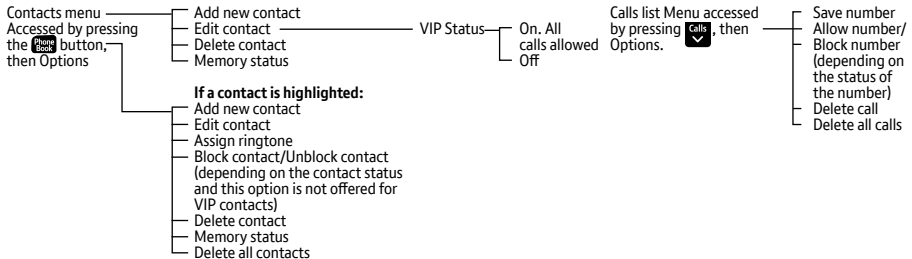 Contacts menu
Accessed by pressing
the Phone Book button,
then Options
Add new contact
Edit contact
Delete contact
Memory status
VIP Status
On. All
calls allowed
Off
If a contact is highlighted:
Add new contact
Edit contact
Assign ringtone
Block contact/Unblock contact
(depending on the contact status
and this option is not offered for
VIP contacts)
Delete contact
Memory status
Delete all contacts
Calls list Menu accessed
by pressing Calls , then
Options.
Save number
Allow number/
Block number
(depending on
the status of
the number)
Delete call
Delete all calls